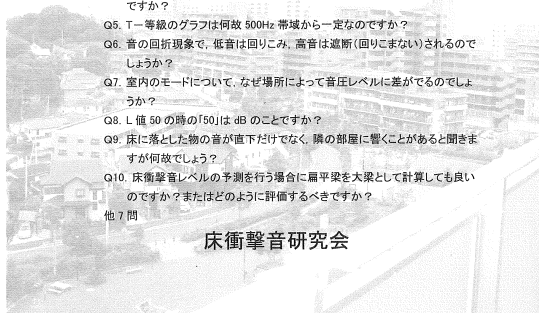 ですか？
Q5. T－等級のグラフは何故500Hz帯域から一定なのですか？
Q6. 音の回折現象で，低音は回りこみ，高音は遮断（回りこまない）されるので
しょうか？
Q7. 室内のモードについて，なぜ場所によって音圧レベルに差がでるのでしょ
うか？
Q8. L 値 50 の時の「50」は dB のことですか？
Q9. 床に落とした物の音が直下だけでなく，隣の部屋に響くことがあると聞きま
すが何故でしょう？
Q10. 床衝撃音レベルの予測を行う場合に扁平梁を大梁として計算しても良い
のですか？またはどのように評価するべきですか？
他 7 問
床衝撃音研究会